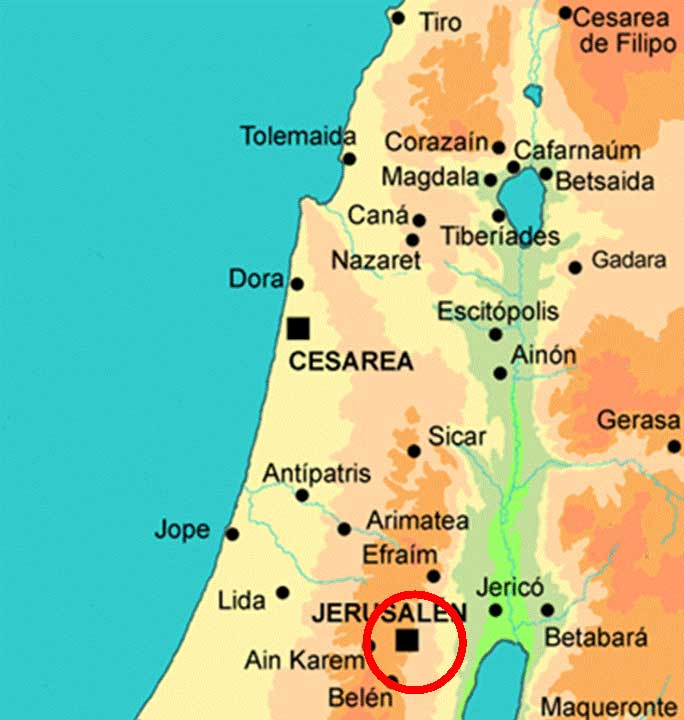 Tiro
Cesarea
de Filipo
Tolemaida
Corazaín
Cafarnaúm
Magdala
Betsaida
Caná
Tiberíades
Nazaret
Gadara
Dora
Escitópolis
CESAREA
Ainón
Gerasa
Sicar
Antípatris
Arimatea
Jope
Efraím
Jericó
Lida
JERUSALEN
Betabará
Ain Karem
Belén
Maqueronte